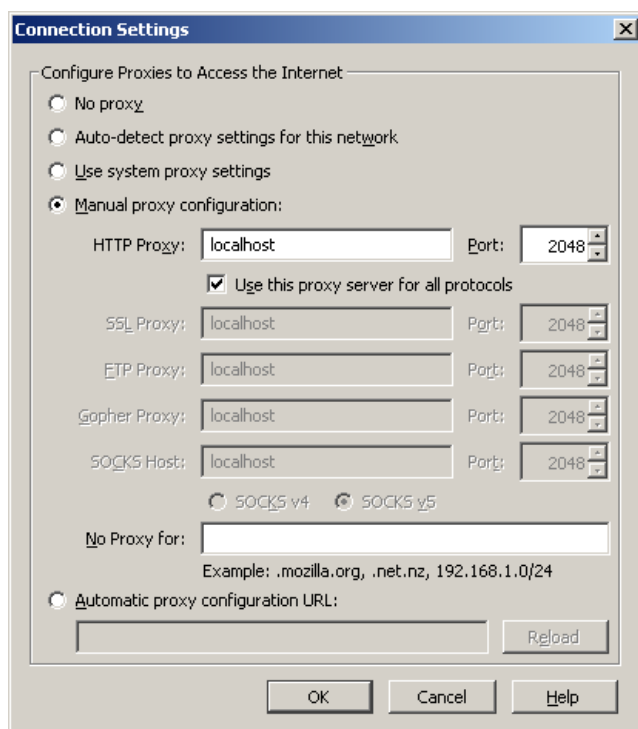 Connection Settings
Configure Proxies to Access the Internet
No proxy
Auto-detect proxy settings for this network
Use system proxy settings
Manual proxy configuration:
HTTP Proxy: localhost Port: 2048
Use this proxy server for all protocols
SSL Proxy: localhost Port: 2048
FTP Proxy: localhost Port: 2048
Gopher Proxy: localhost Port: 2048
SOCKS Host: localhost Port: 2048
SOCKS v4 SOCKS v5
No Proxy for:
Example: .mozilla.org, .net.nz, 192.168.1.0/24
Automatic proxy configuration URL:
Reload
OK Cancel Help